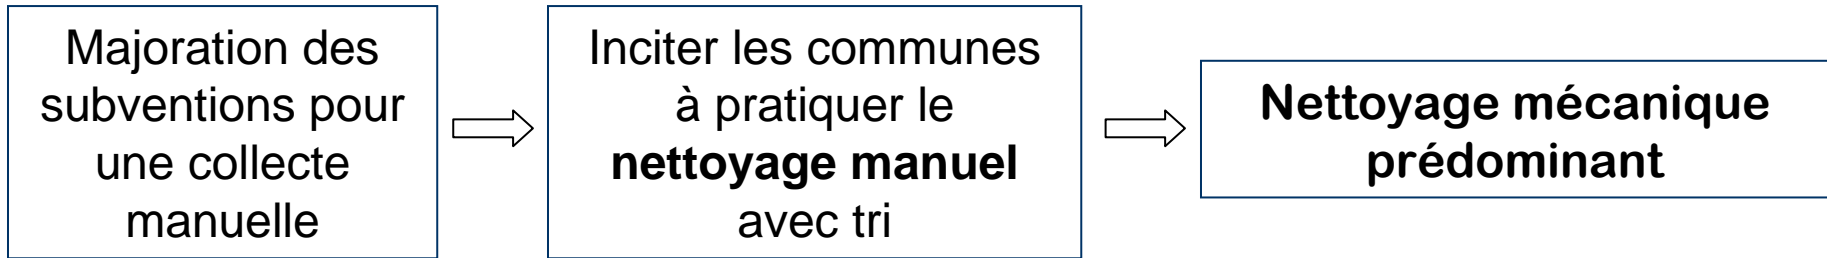 Majoration des
subventions pour
une collecte
manuelle
Inciter les communes
à pratiquer le
nettoyage manuel
avec tri
Nettoyage mécanique
prédominant